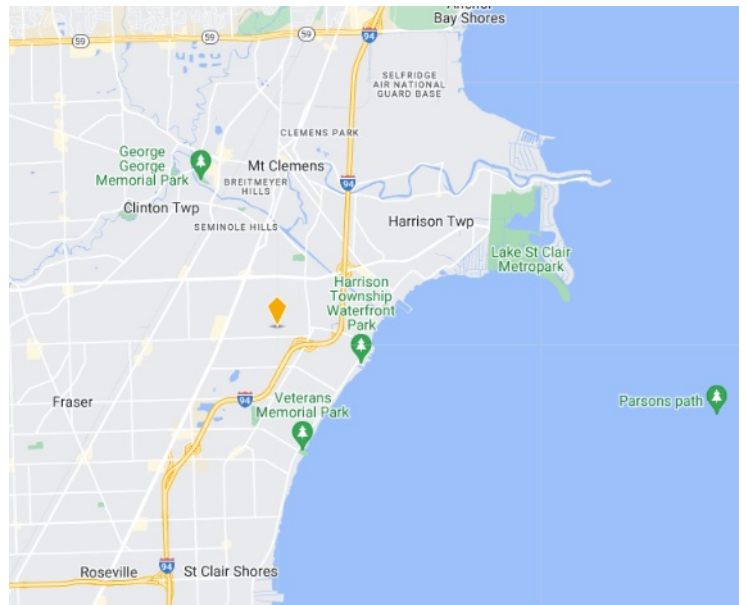 Bay Shores
59
59
59
94
SELFRIDGE
AIR NATIONAL
GUARD BASE
CLEMENS PARK
George
George
Memorial Park
Mt Clemens
BREITMEYER
HILLS
94
Clinton Twp
SEMINOLE HILLS
Harrison Twp
Lake St Clair
Metropark
Harrison
Township
Waterfront
Park
Fraser
94
Veterans
Memorial Park
Parsons path
94
Roseville
St Clair Shores